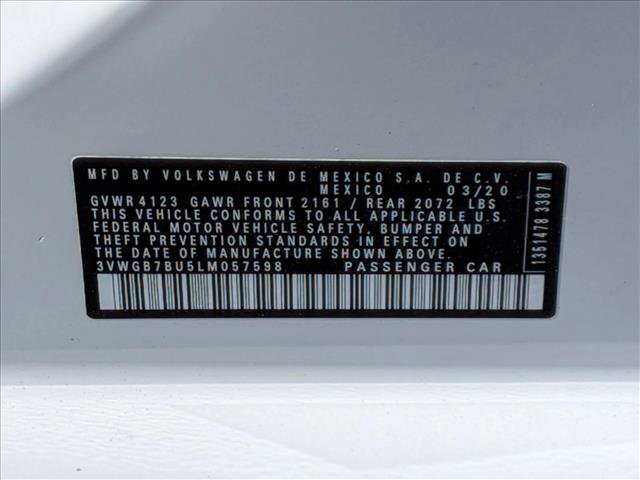 MFD BY VOLKSWAGEN DE MEXICO S.A. DE C.V.
MEXICO 03/20
GVWR 4123 GAWR FRONT 2161 / REAR 2072 LBS
THIS VEHICLE CONFORMS TO ALL APPLICABLE U.S.
FEDERAL MOTOR VEHICLE SAFETY, BUMPER AND
THEFT PREVENTION STANDARDS IN EFFECT ON
THE DATE OF MANUFACTURE SHOWN ABOVE.
3VWGB7BU5LM057598 PASSENGER CAR
1351478 3387 M